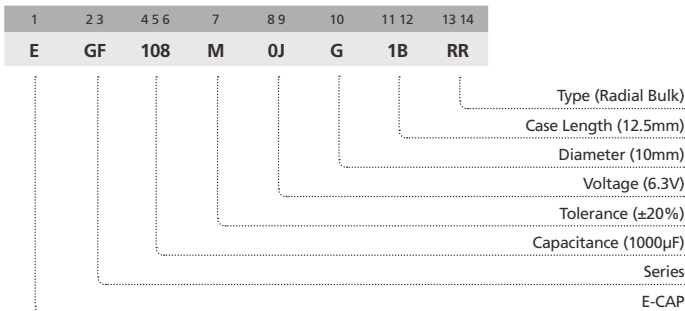 1 2 3 4 5 6 7 8 9 10 11 12 13 14
E GF 108 M 0J G 1B RR
Type (Radial Bulk)
Case Length (12.5mm)
Diameter (10mm)
Voltage (6.3V)
Tolerance (±20%)
Capacitance (1000µF)
Series
E-CAP